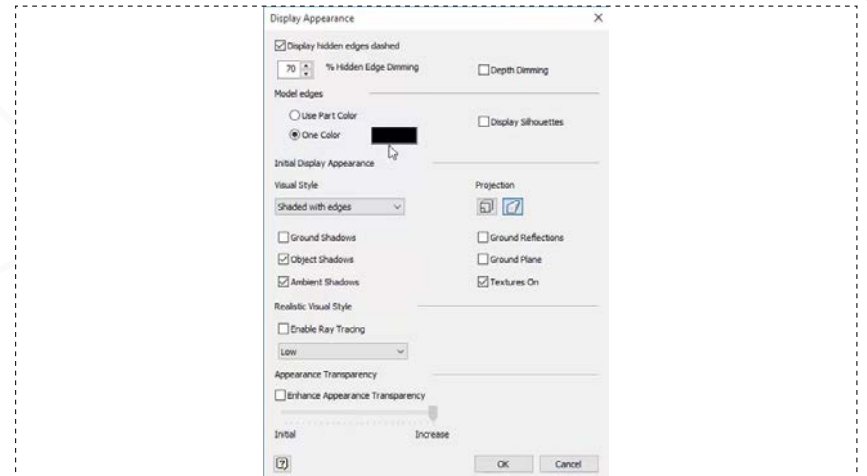 Display Appearance
Display hidden edges dashed
70 % Hidden Edge Dimming
Depth Dimming
Model edges
Use Part Color
Display Silhouettes
One Color
Initial Display Appearance
Visual Style
Projection
Shaded with edges
Ground Shadows
Ground Reflections
Object Shadows
Ground Plane
Ambient Shadows
Textures On
Realistic Visual Style
Enable Ray Tracing
Low
Appearance Transparency
Enhance Appearance Transparency
Initial
Increase
?
OK
Cancel